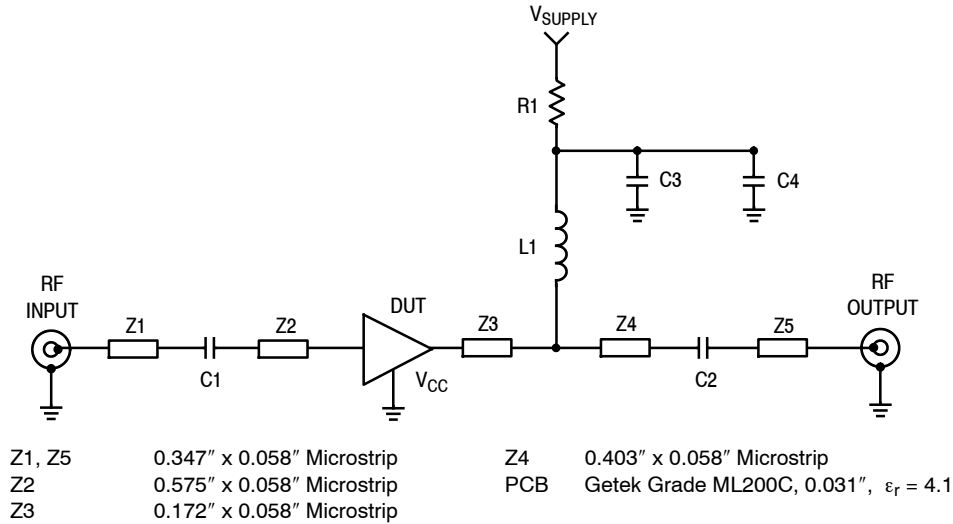 V_SUPPLY
R1
C3
C4
L1
RF
INPUT
RF
OUTPUT
DUT
Z1
Z2
Z3
Z4
Z5
C1
V_CC
C2
Z1, Z5 0.347″ x 0.058″ Microstrip
Z2 0.575″ x 0.058″ Microstrip
Z3 0.172″ x 0.058″ Microstrip
Z4 0.403″ x 0.058″ Microstrip
PCB Getek Grade ML200C, 0.031″, εr = 4.1